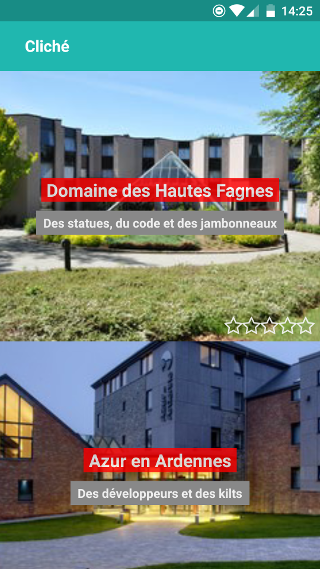 14:25
Cliché
Domaine des Hautes Fagnes
Des statues, du code et des jambonneaux
Azur en Ardennes
Des développeurs et des kilts